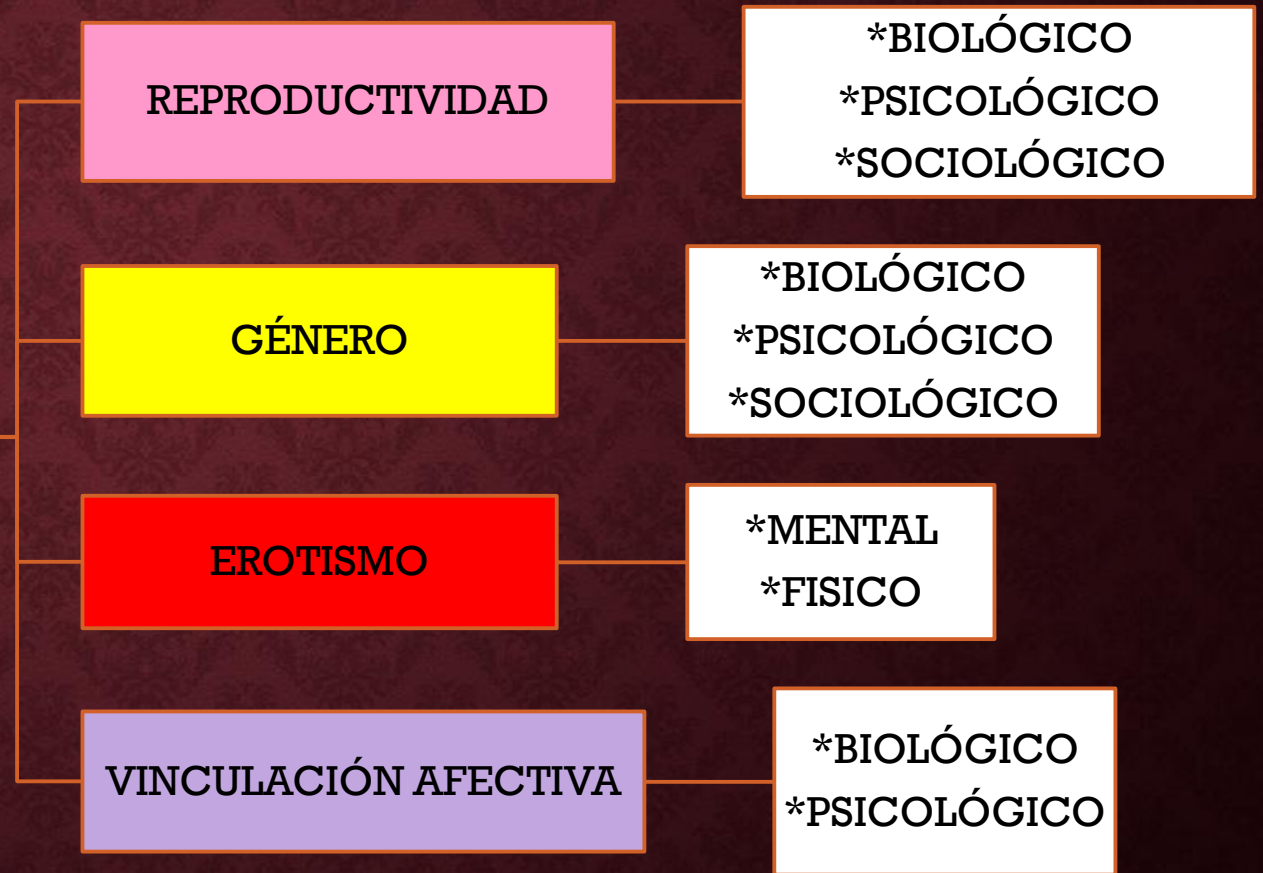 REPRODUCTIVIDAD
*BIOLÓGICO
*PSICOLÓGICO
*SOCIOLÓGICO
GÉNERO
*BIOLÓGICO
*PSICOLÓGICO
*SOCIOLÓGICO
EROTISMO
*MENTAL
*FISICO
VINCULACIÓN AFECTIVA
*BIOLÓGICO
*PSICOLÓGICO